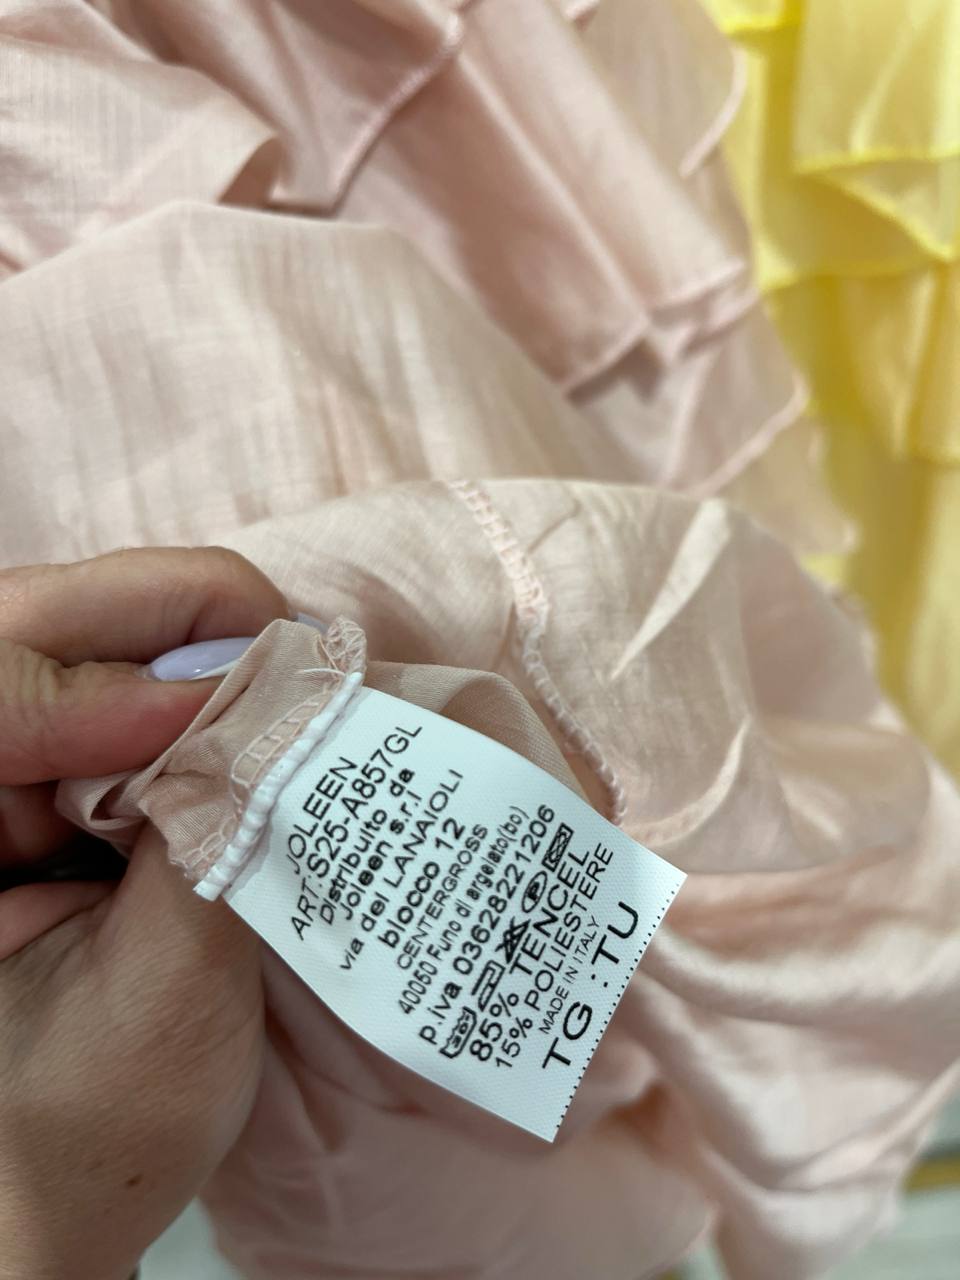 JOLEEN
ART:S25-A857GL
Distribuito da
Joleen s.r.l
via dei LANAIOLI
blocco 12
CENTERGROSS
40050 Funo di argelato(bo)
p.iva 03628221206
85% TENCEL
15% POLIESTERE
MADE IN ITALY
TG :TU